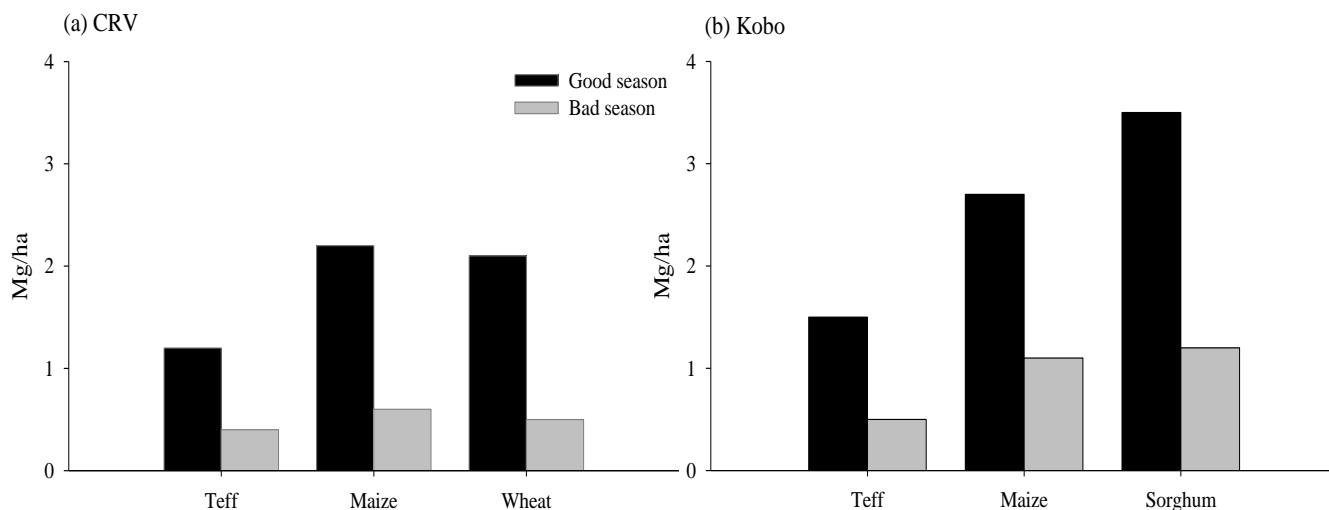 (a) CRV
4
3
2
1
0
Mg/ha
Good season
Bad season
Teff Maize Wheat
(b) Kobo
4
3
2
1
0
Mg/ha
Teff Maize Sorghum